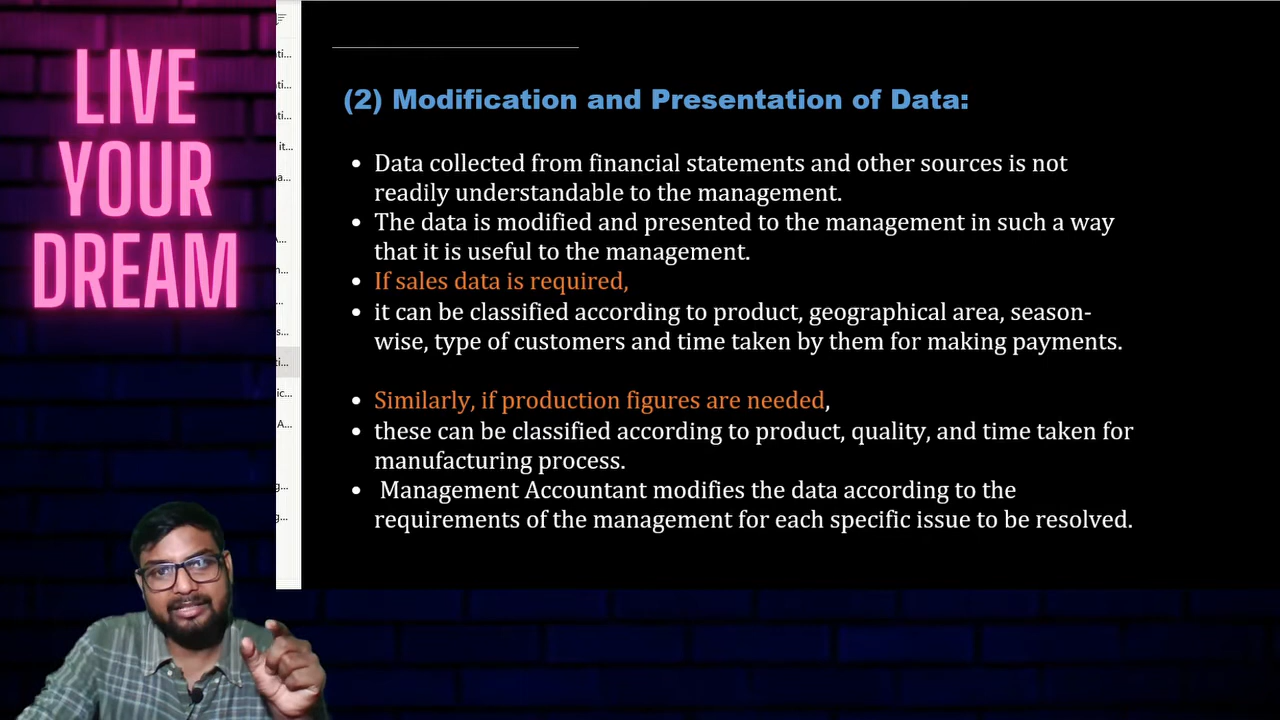 LIVE
YOUR
DREAM
(2) Modification and Presentation of Data:
• Data collected from financial statements and other sources is not
readily understandable to the management.
• The data is modified and presented to the management in such a way
that it is useful to the management.
• If sales data is required,
• it can be classified according to product, geographical area, season-
wise, type of customers and time taken by them for making payments.
• Similarly, if production figures are needed,
• these can be classified according to product, quality, and time taken for
manufacturing process.
• Management Accountant modifies the data according to the
requirements of the management for each specific issue to be resolved.